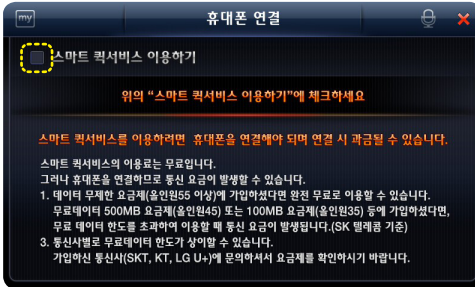 my
휴대폰 연결
스마트 퀵서비스 이용하기
위의 “스마트 퀵서비스 이용하기”에 체크하세요
스마트 퀵서비스를 이용하려면 휴대폰을 연결해야 되며 연결 시 과금될 수 있습니다.
스마트 퀵서비스의 이용료는 무료입니다.
그러나 휴대폰을 연결하므로 통신 요금이 발생할 수 있습니다.
1. 데이터 무제한 요금제(올인원55 이상)에 가입하셨다면 완전 무료로 이용할 수 있습니다.
무료데이터 500MB 요금제(올인원45) 또는 100MB 요금제(올인원35) 등에 가입하셨다면,
무료 데이터 한도를 초과하여 이용할 때 통신 요금이 발생됩니다.(SK 텔레콤 기준)
3. 통신사별로 무료데이터 한도가 상이할 수 있습니다.
가입하신 통신사(SKT, KT, LG U+)에 문의하셔서 요금제를 확인하시기 바랍니다.